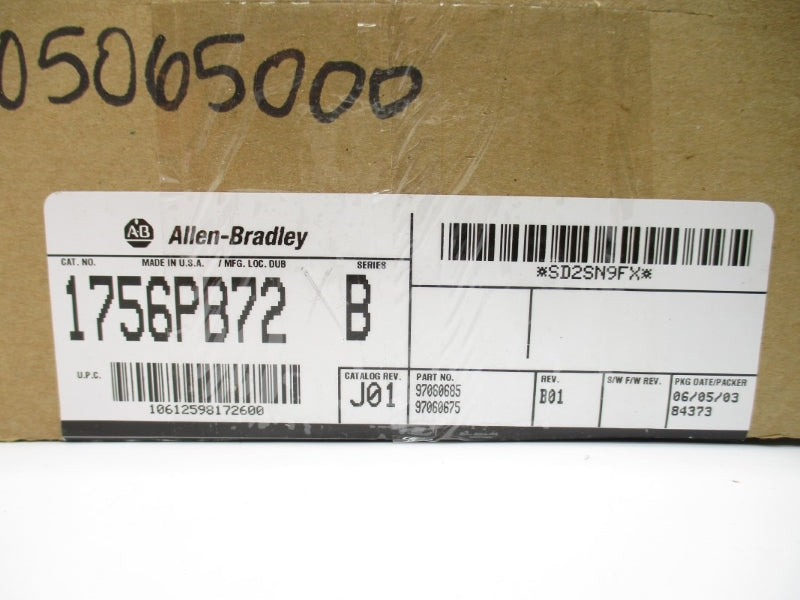 05065000
A-B Allen-Bradley
*SD2SN9FX*
CAT. NO. MADE IN U.S.A. / MFG. LOC. DUB SERIES
1756PB72 B
U.P.C.
10612598172600
CATALOG REV.
J01
PART NO.
97060685
97060675
REV.
B01
S/W F/W REV.
PKG DATE/PACKER
06/05/03
84373